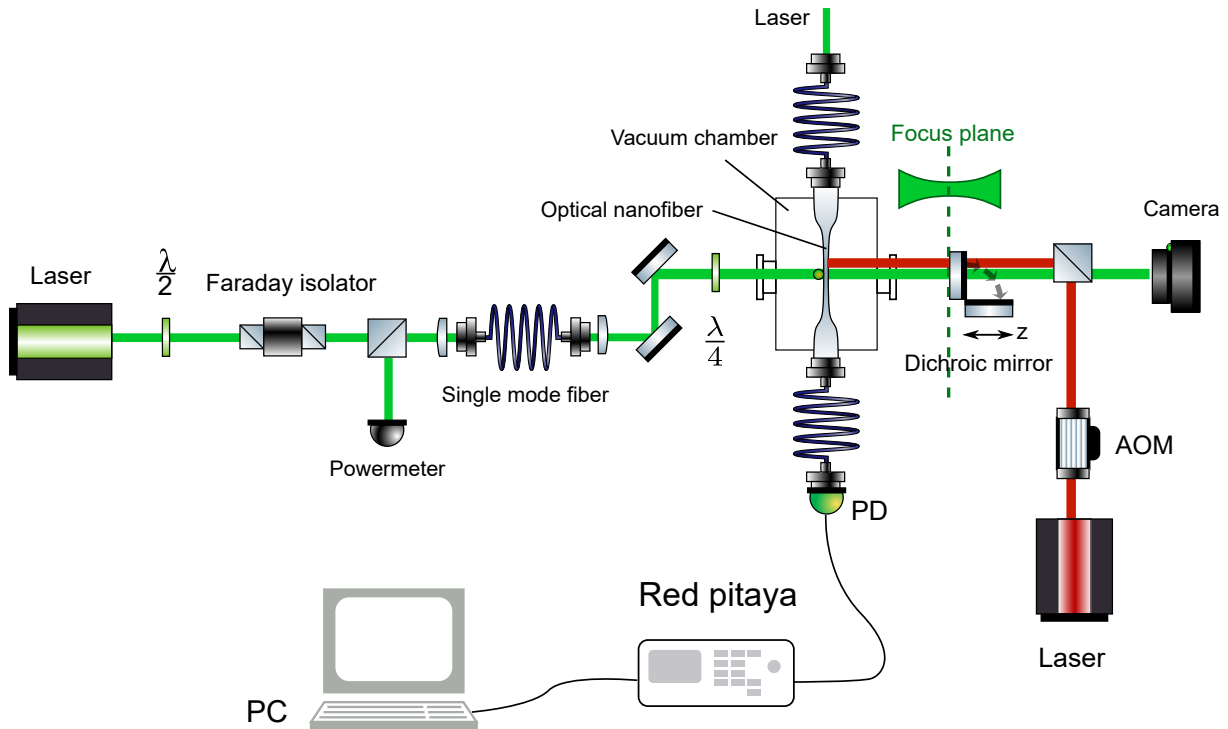 Laser
Vacuum chamber
Focus plane
Optical nanofiber
Camera
Laser
λ
2
Faraday isolator
λ
4
z
Dichroic mirror
Single mode fiber
Powermeter
AOM
PD
Red pitaya
Laser
PC